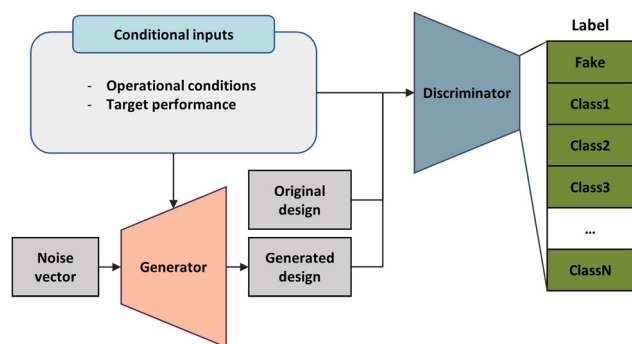 Conditional inputs
- Operational conditions
- Target performance
Discriminator
Label
Fake
Class1
Class2
Class3
...
ClassN
Original
design
Noise
vector
Generator
Generated
design